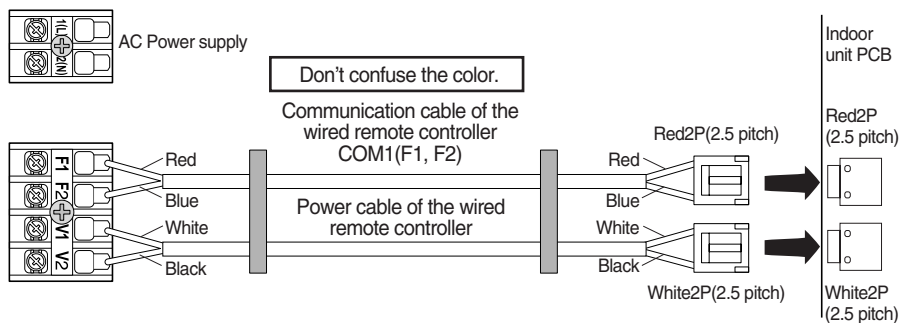 1(L)
2(N)
AC Power supply
Don't confuse the color.
Communication cable of the
wired remote controller
COM1(F1, F2)
Indoor
unit PCB
Red2P
(2.5 pitch)
Red2P(2.5 pitch)
F1
F2
V1
V2
Red
Blue
White
Black
Power cable of the wired
remote controller
Red
Blue
White
Black
White2P(2.5 pitch)
White2P
(2.5 pitch)